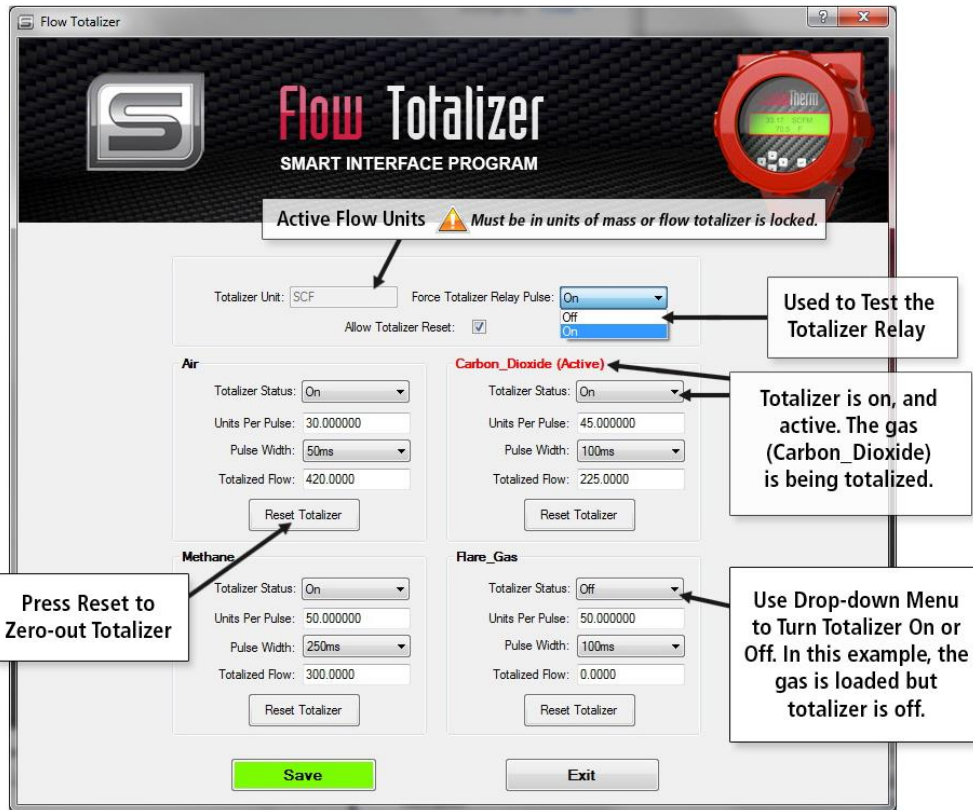 Flow Totalizer
?
X
S
Flow Totalizer
SMART INTERFACE PROGRAM
Therm
33.17 SCFM
70.5 F
Active Flow Units ⚠ Must be in units of mass or flow totalizer is locked.
Totalizer Unit: SCF Force Totalizer Relay Pulse: On
Off
On
Allow Totalizer Reset:
Used to Test the
Totalizer Relay
Air
Totalizer Status: On
Units Per Pulse: 30.000000
Pulse Width: 50ms
Totalized Flow: 420.0000
Reset Totalizer
Carbon_Dioxide (Active)
Totalizer Status: On
Units Per Pulse: 45.000000
Pulse Width: 100ms
Totalized Flow: 225.0000
Reset Totalizer
Totalizer is on, and
active. The gas
(Carbon_Dioxide)
is being totalized.
Methane
Totalizer Status: On
Units Per Pulse: 50.000000
Pulse Width: 250ms
Totalized Flow: 300.0000
Reset Totalizer
Press Reset to
Zero-out Totalizer
Flare_Gas
Totalizer Status: Off
Units Per Pulse: 50.000000
Pulse Width: 100ms
Totalized Flow: 0.0000
Reset Totalizer
Use Drop-down Menu
to Turn Totalizer On or
Off. In this example, the
gas is loaded but
totalizer is off.
Save
Exit